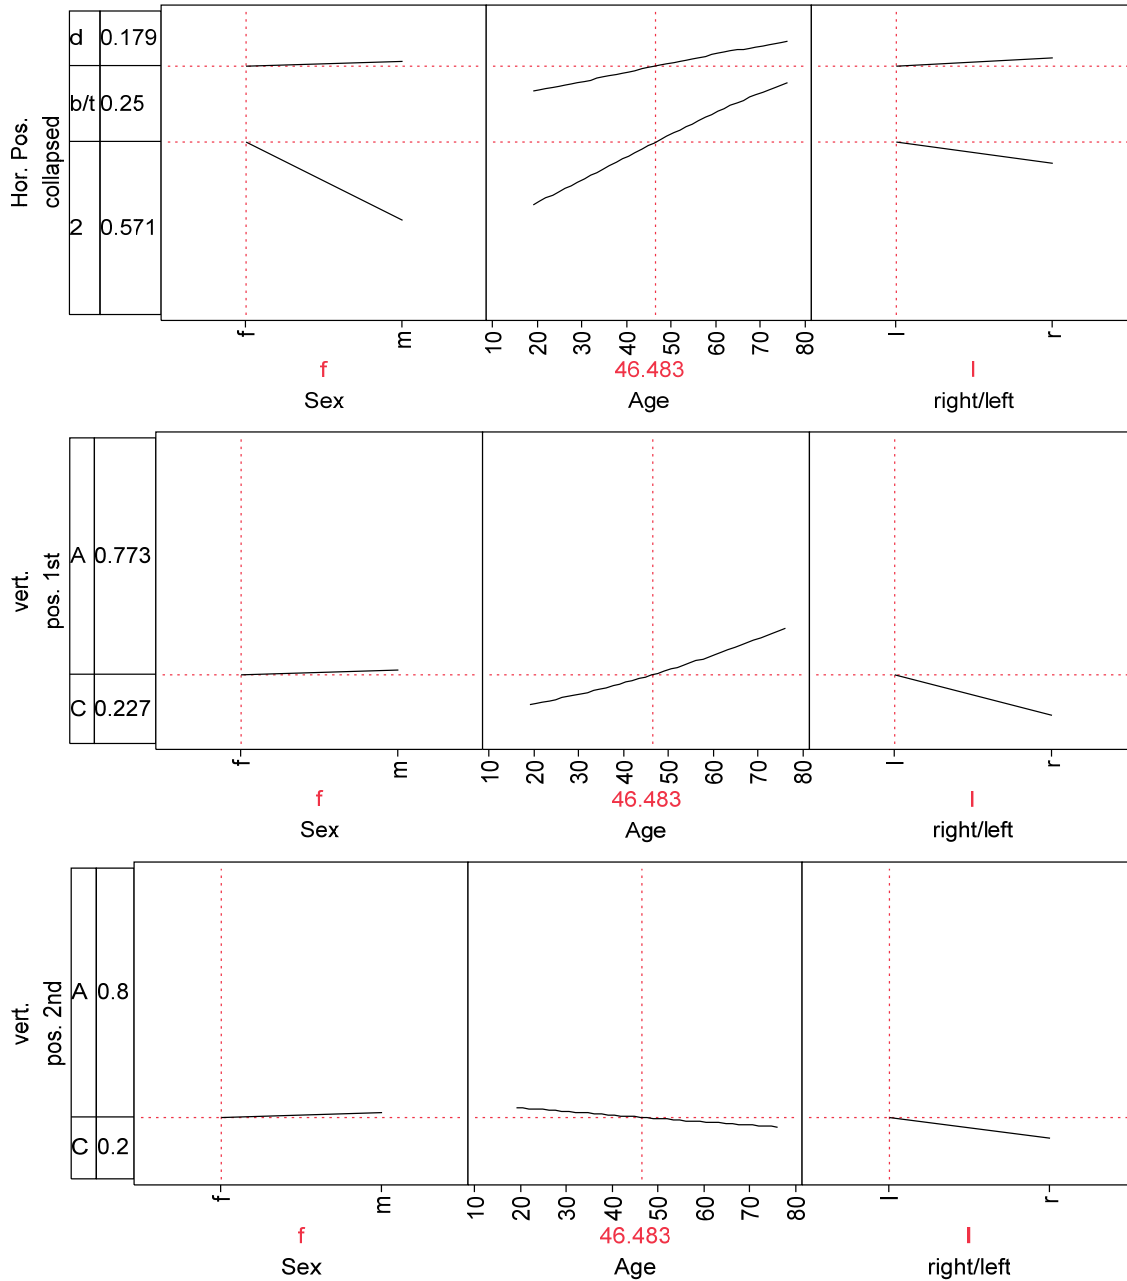 Hor. Pos.
collapsed
d 0.179
b/t 0.25
2 0.571
f m 10 20 30 40 50 60 70 80 l r
f 46.483 l
Sex Age right/left
vert.
pos. 1st
A 0.773
C 0.227
f m 10 20 30 40 50 60 70 80 l r
f 46.483 l
Sex Age right/left
vert.
pos. 2nd
A 0.8
C 0.2
f m 10 20 30 40 50 60 70 80 l r
f 46.483 l
Sex Age right/left